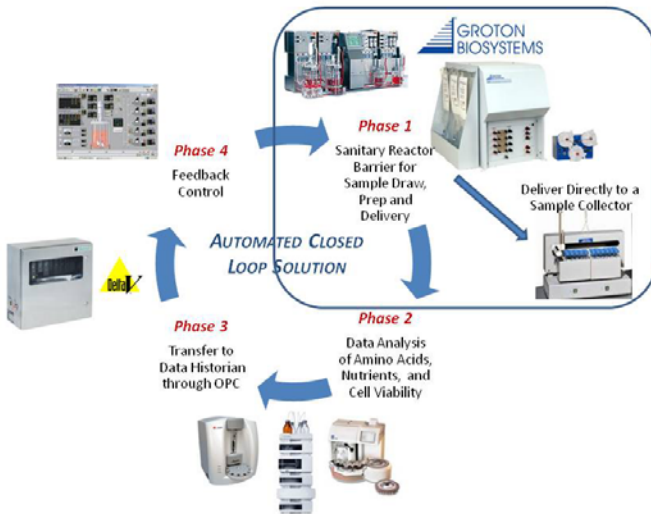 GROTON
BIOSYSTEMS
Phase 1
Sanitary Reactor
Barrier for
Sample Draw,
Prep and
Delivery
Deliver Directly to a
Sample Collector
Phase 4
Feedback
Control
AUTOMATED CLOSED
LOOP SOLUTION
DeltaV
Phase 2
Data Analysis
of Amino Acids,
Nutrients, and
Cell Viability
Phase 3
Transfer to
Data Historian
through OPC